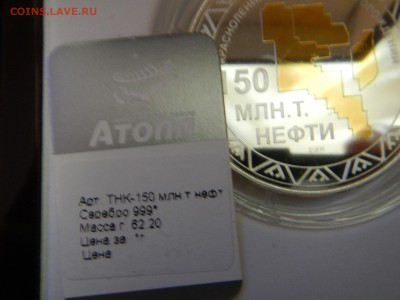 COINS.LAVE.RU
Атолл
Арт. ТНК-150 млн т нефт
Серебро 999*
Масса г. 62.20
Цена за *г
Цена
150
МЛН.Т.
НЕФТИ